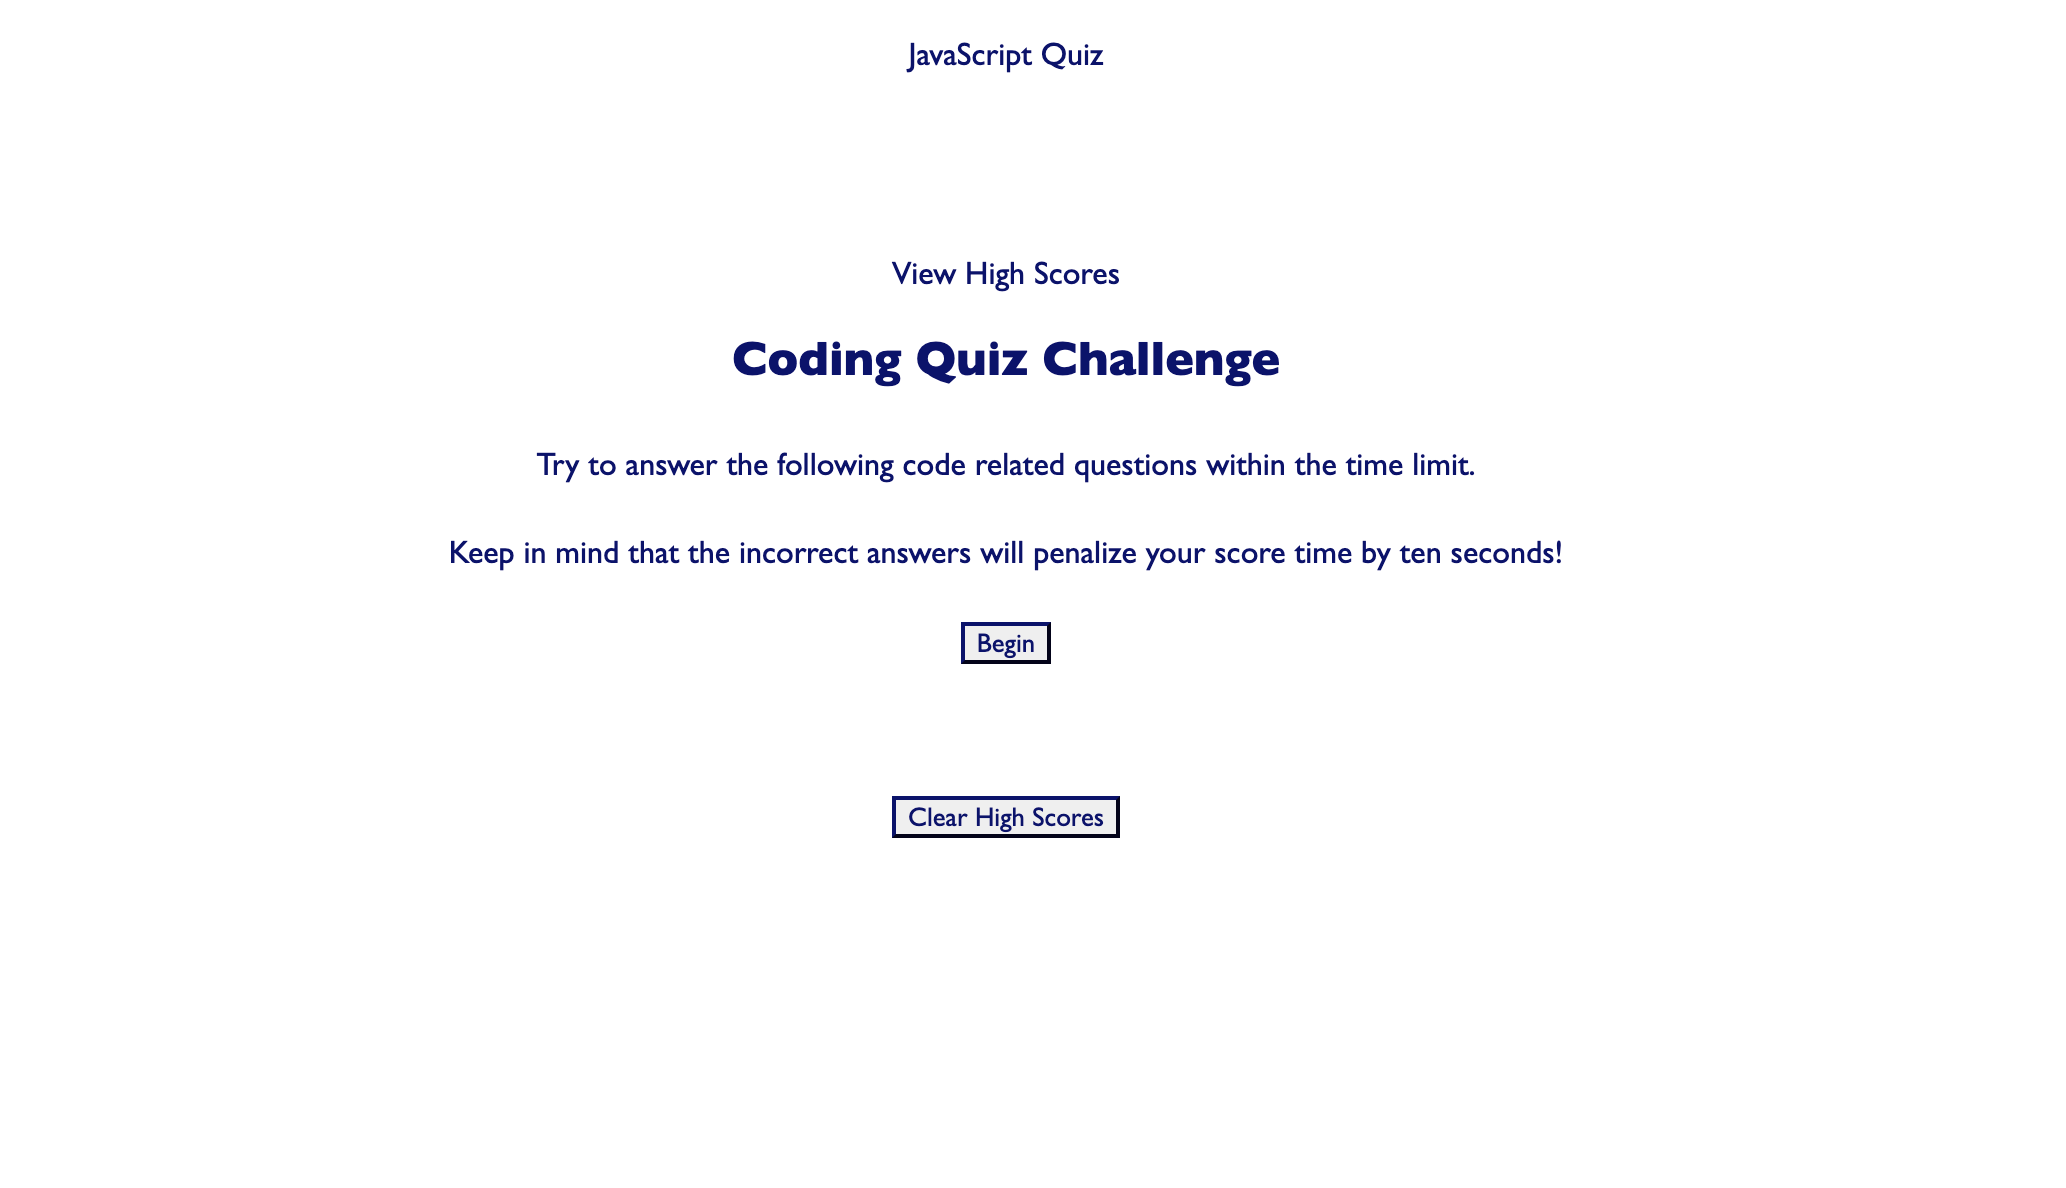 JavaScript Quiz
View High Scores
Coding Quiz Challenge
Try to answer the following code related questions within the time limit.
Keep in mind that the incorrect answers will penalize your score time by ten seconds!
Begin
Clear High Scores